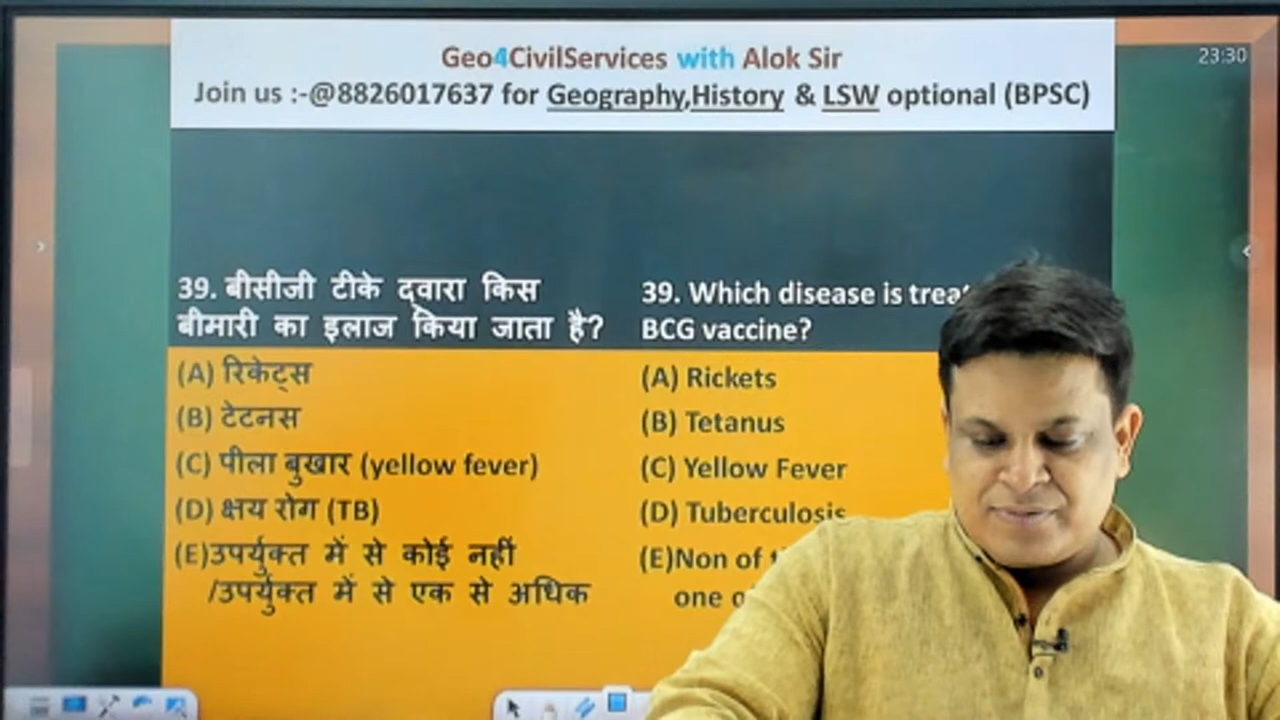 Geo4CivilServices with Alok Sir
Join us :-@8826017637 for Geography,History & LSW optional (BPSC)
23:30
39. बीसीजी टीके द्वारा किस
बीमारी का इलाज किया जाता है?
(A) रिकेट्स
(B) टेटनस
(C) पीला बुखार (yellow fever)
(D) क्षय रोग (TB)
(E)उपर्युक्त में से कोई नहीं
/उपर्युक्त में से एक से अधिक
39. Which disease is
BCG vaccine?
(A) Rickets
(B) Tetanus
(C) Yellow Fever
(D) Tuberculosis
(E)Non of
one